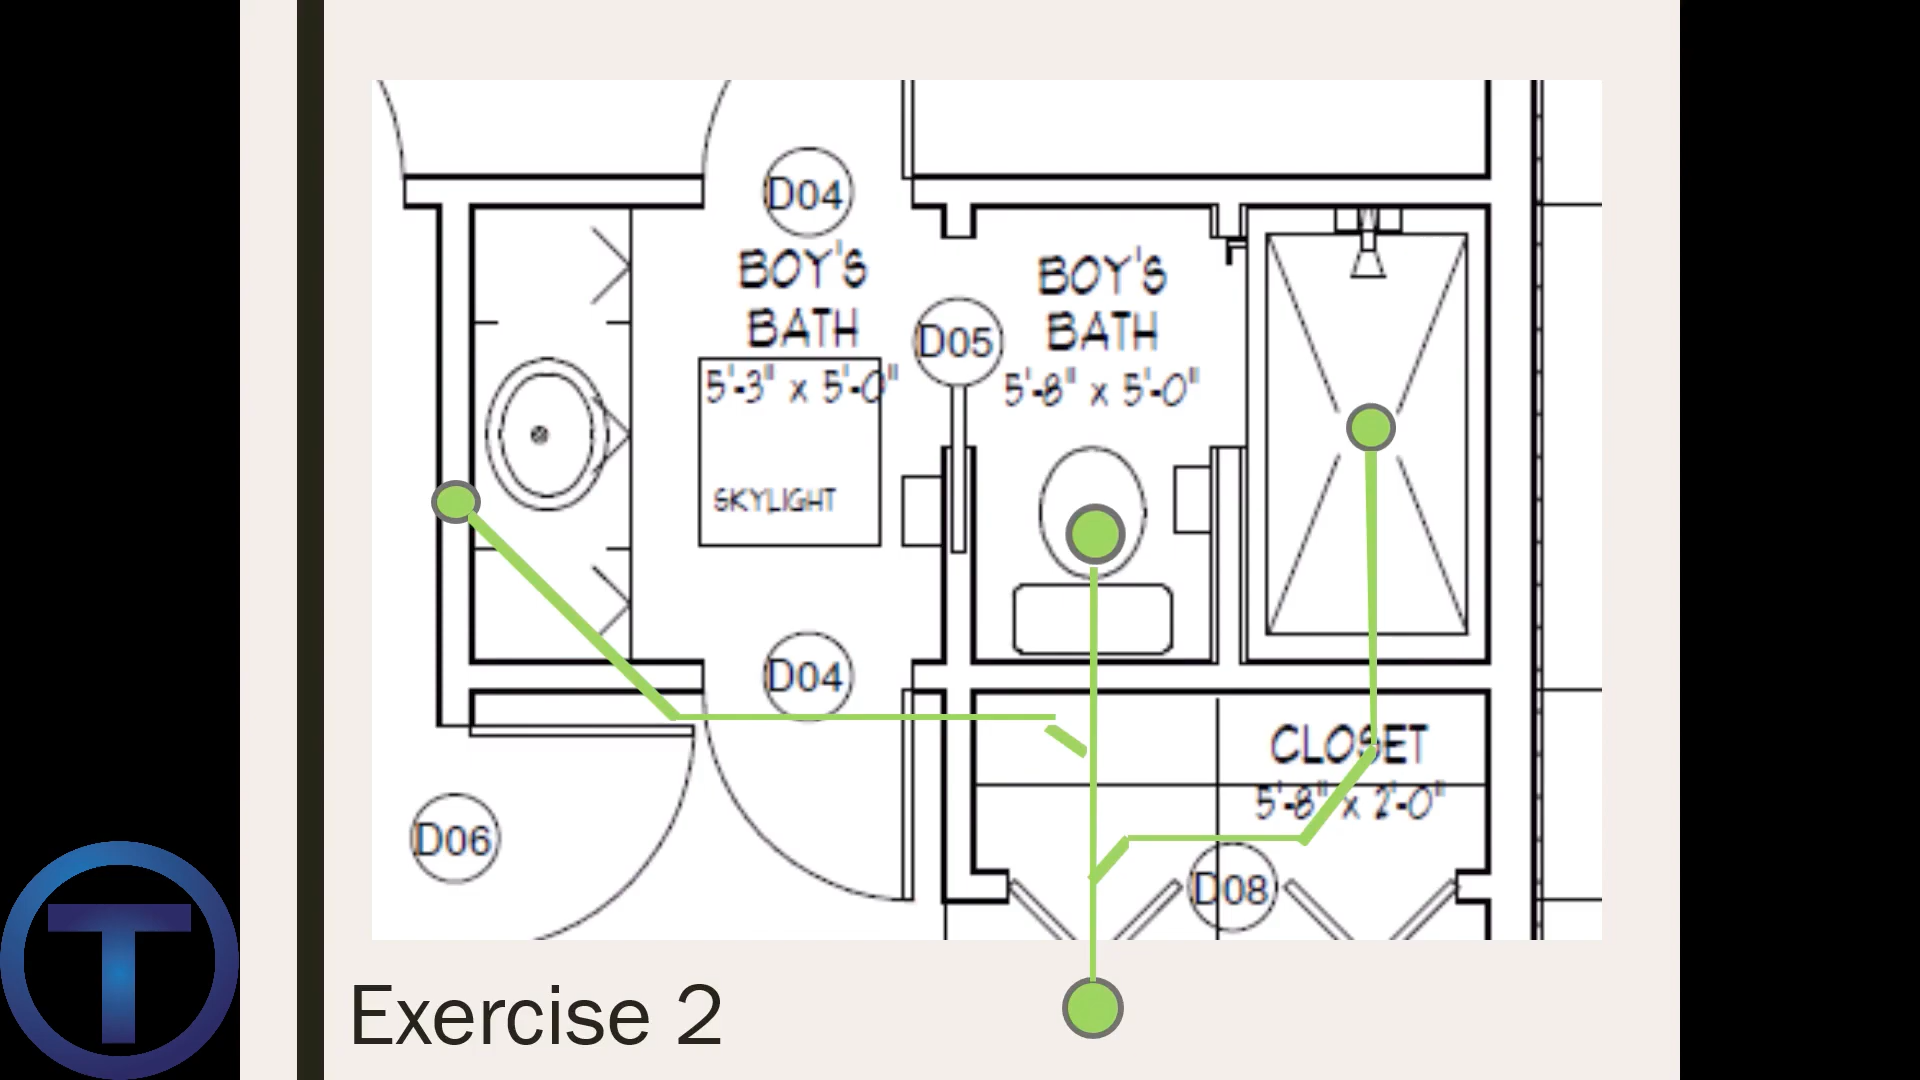 D04
BOY'S
BATH
5'-3" x 5'-0"
SKYLIGHT
D05
BOY'S
BATH
5'-8" x 5'-0"
D04
D06
CLOSET
5'-8" x 2'-0"
D08
T
Exercise 2